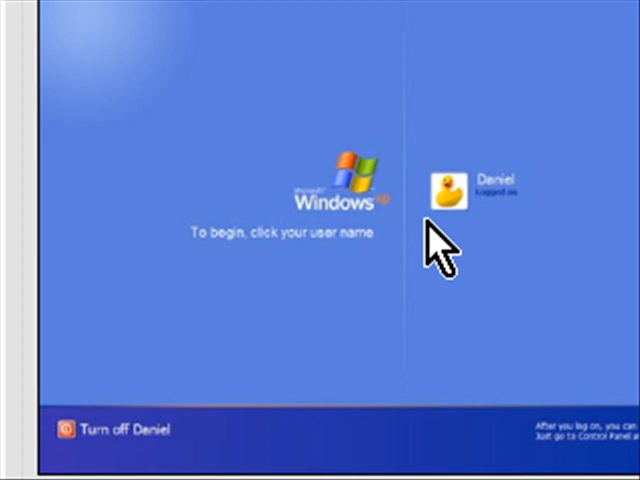 Microsoft
Windows xp
To begin, click your user name
Daniel
Logged on
Turn off Daniel
After you log on, you can
Just go to Control Panel a